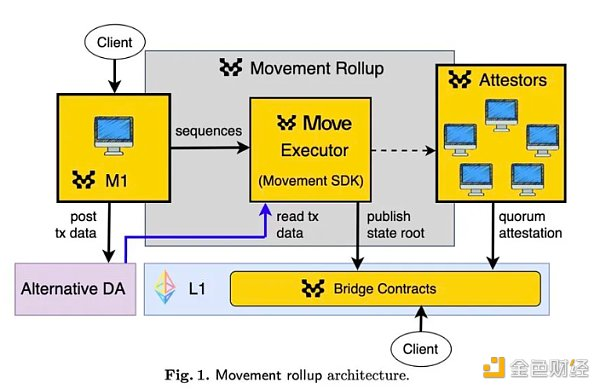 Client
Movement Rollup
Attestors
sequences
Move
Executor
(Movement SDK)
M1
post
tx data
read tx
data
publish
state root
quorum
attestation
Alternative DA
L1
Bridge Contracts
Client
Fig. 1. Movement rollup architecture.
金色财经